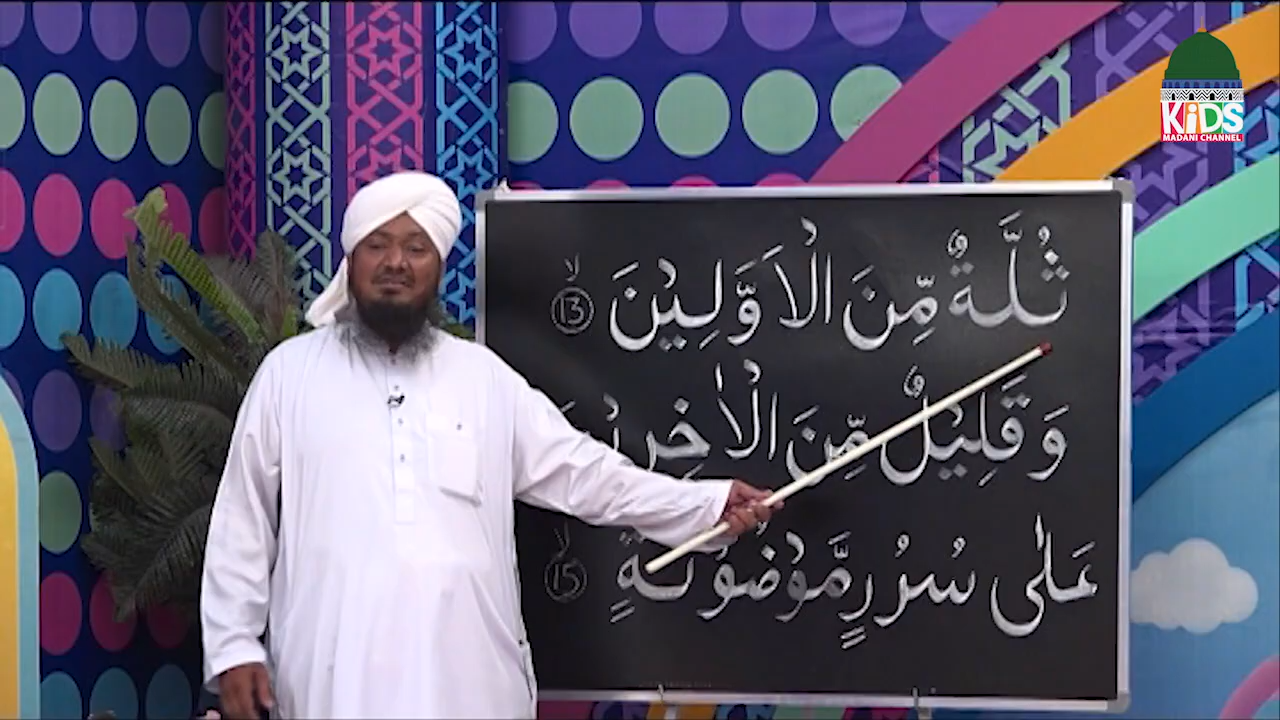 KiDS
MADANI CHANNEL
ثُلَّةٌ مِّنَ الْاَوَّلِيْنَ ۙ 13
وَقَلِيْلٌ مِّنَ الْاٰخِرِيْنَ
عَلٰى سُرُرٍ مَّوْضُوْنَةٍ ۙ 15